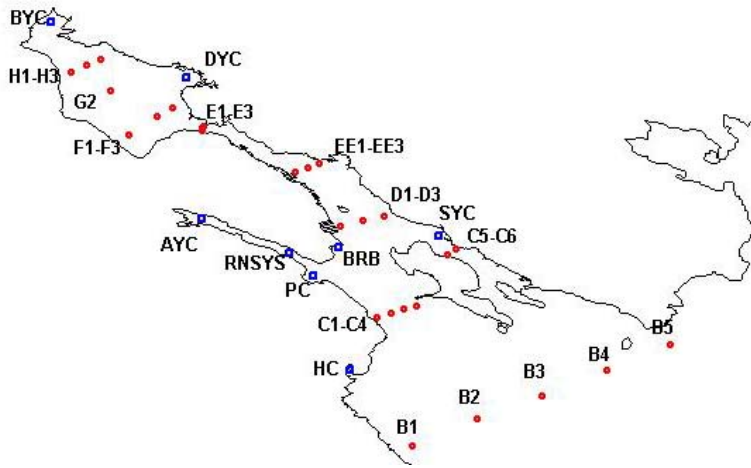 BYC
DYC
H1-H3
G2
E1-E3
F1-F3
EE1-EE3
D1-D3
SYC
AYC
C5-C6
RNSYS
BRB
PC
C1-C4
B5
HC
B4
B3
B2
B1